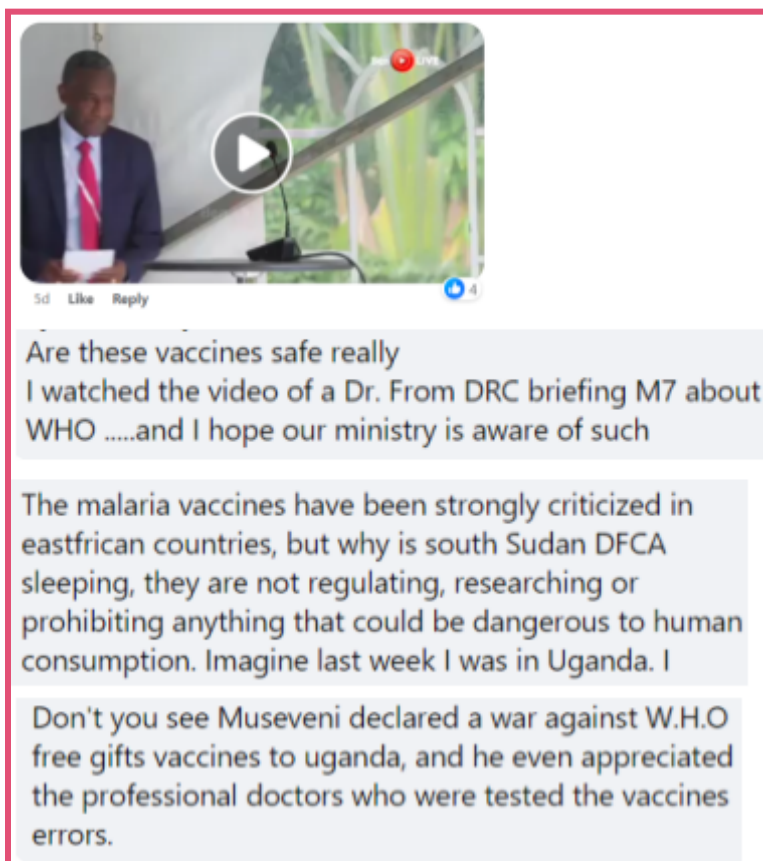 LIVE
4
5d Like Reply
Are these vaccines safe really
I watched the video of a Dr. From DRC briefing M7 about
WHO .....and I hope our ministry is aware of such
The malaria vaccines have been strongly criticized in
eastfrican countries, but why is south Sudan DFCA
sleeping, they are not regulating, researching or
prohibiting anything that could be dangerous to human
consumption. Imagine last week I was in Uganda. I
Don't you see Museveni declared a war against W.H.O
free gifts vaccines to uganda, and he even appreciated
the professional doctors who were tested the vaccines
errors.